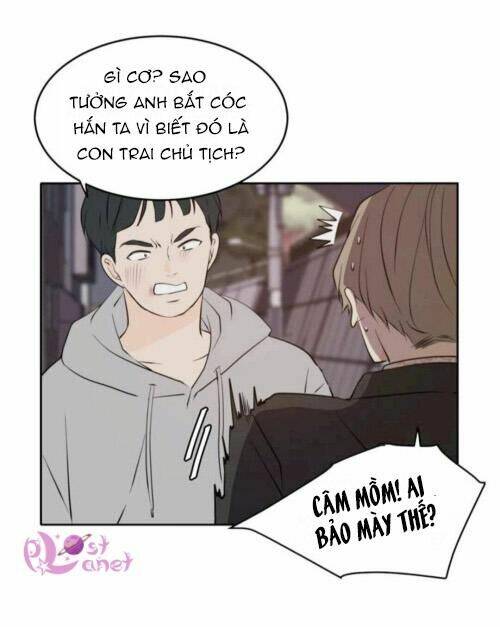 GÌ CƠ? SAO
TƯỞNG ANH BẮT CÓC
HẮN TA VÌ BIẾT ĐÓ LÀ
CON TRAI CHỦ TỊCH?
CÂM MỒM! AI
BẢO MÀY THẾ?
Lost
Planet